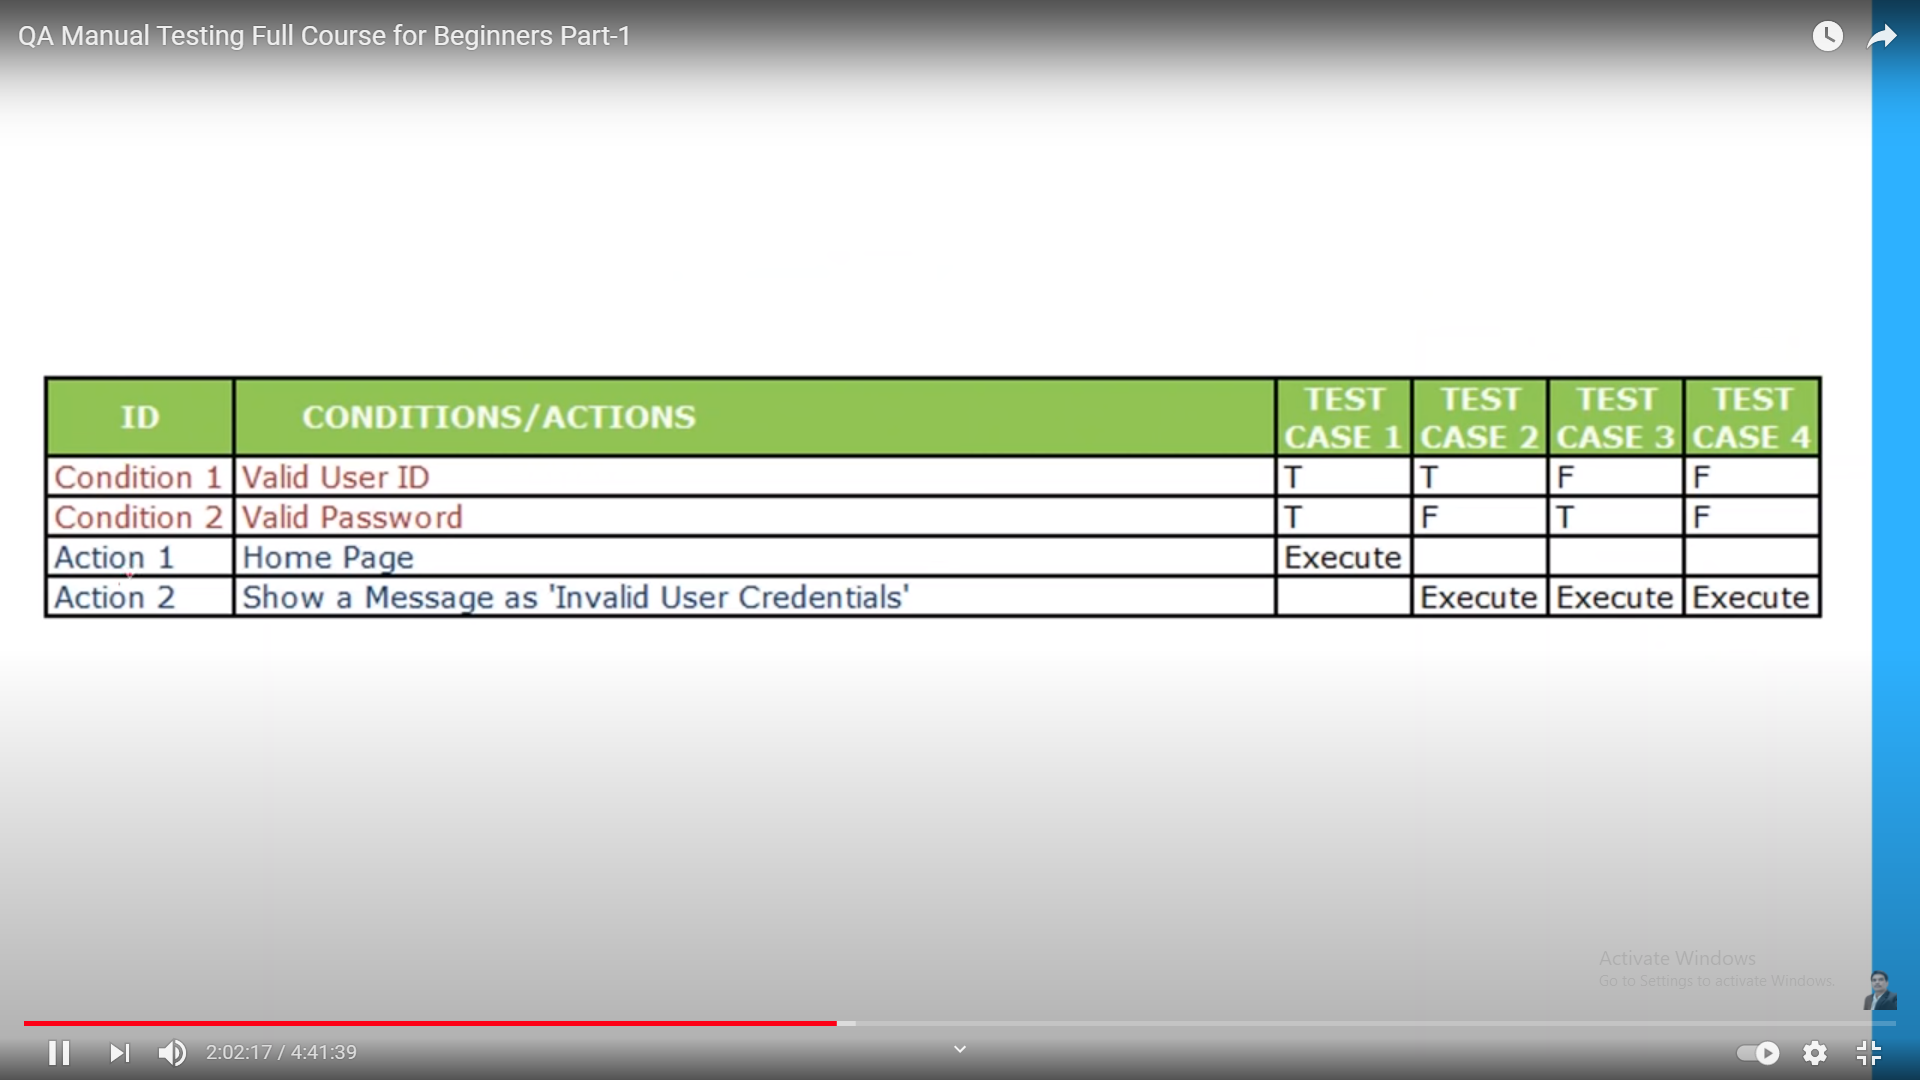 QA Manual Testing Full Course for Beginners Part-1
ID CONDITIONS/ACTIONS TEST CASE 1 TEST CASE 2 TEST CASE 3 TEST CASE 4
Condition 1 Valid User ID T T F F
Condition 2 Valid Password T F T F
Action 1 Home Page Execute
Action 2 Show a Message as 'Invalid User Credentials' Execute Execute Execute
Activate Windows
Go to Settings to activate Windows.
2:02:17 / 4:41:39